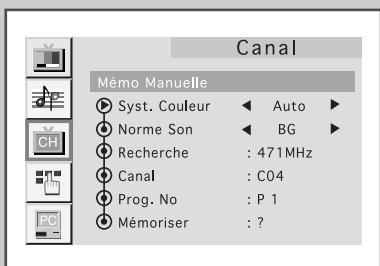 Canal
Mémo Manuelle
Syst. Couleur ◀ Auto ▶
Norme Son ◀ BG ▶
CH
Recherche : 471MHz
Canal : C04
Prog. No : P 1
Mémoriser : ?
PC